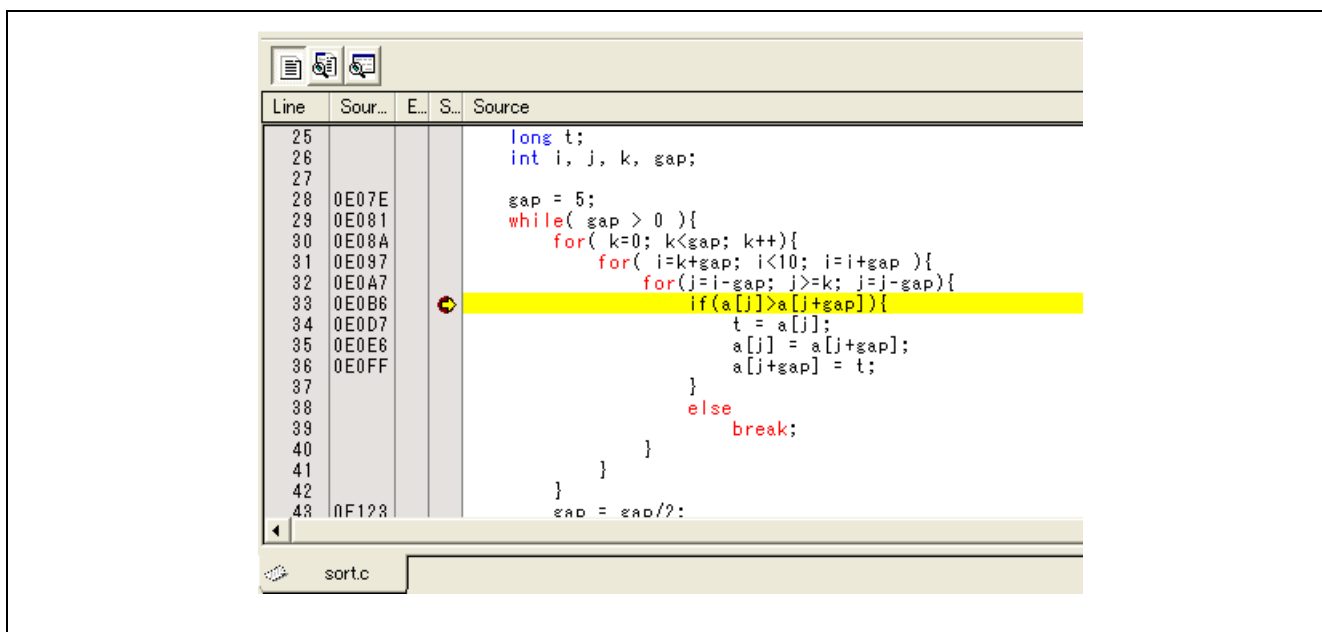 Line Sour... E... S... Source
25 long t;
26 int i, j, k, gap;
27
28 0E07E gap = 5;
29 0E081 while( gap > 0 ){
30 0E08A for( k=0; k<gap; k++){
31 0E097 for( i=k+gap; i<10; i=i+gap ){
32 0E0A7 for(j=i-gap; j>=k; j=j-gap){
33 0E0B6 if(a[j]>a[j+gap]){
34 0E0D7 t = a[j];
35 0E0E6 a[j] = a[j+gap];
36 0E0FF a[j+gap] = t;
37 }
38 else
39 break;
40 }
41 }
42 }
43 0E123 gap = gap/2;
sort.c